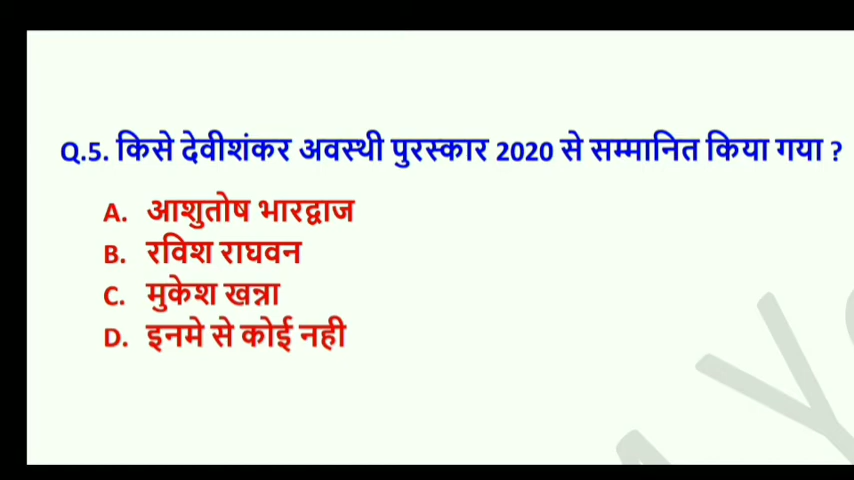 Q.5. किसे देवीशंकर अवस्थी पुरस्कार 2020 से सम्मानित किया गया ?
A. आशुतोष भारद्वाज
B. रविश राघवन
C. मुकेश खन्ना
D. इनमे से कोई नही